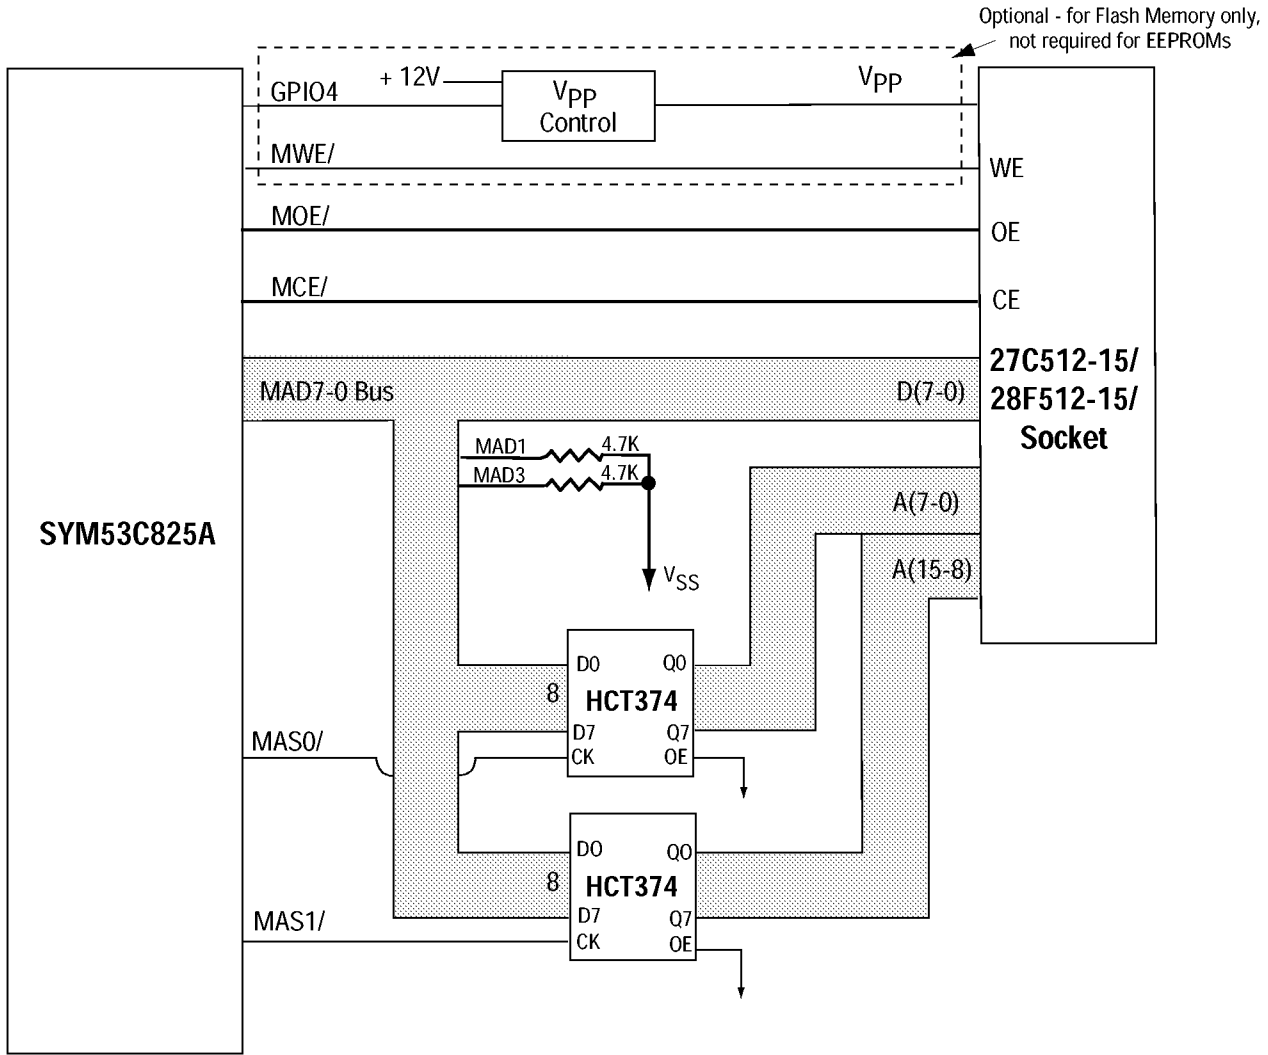 Optional - for Flash Memory only,
not required for EEPROMs
+ 12V
GPIO4
VPP
Control
VPP
MWE/
WE
MOE/
OE
MCE/
CE
27C512-15/
28F512-15/
Socket
MAD7-0 Bus
D(7-0)
MAD1
4.7K
MAD3
4.7K
A(7-0)
SYM53C825A
A(15-8)
VSS
D0
Q0
8
HCT374
D7
Q7
MAS0/
CK
OE
D0
Q0
8
HCT374
D7
Q7
MAS1/
CK
OE